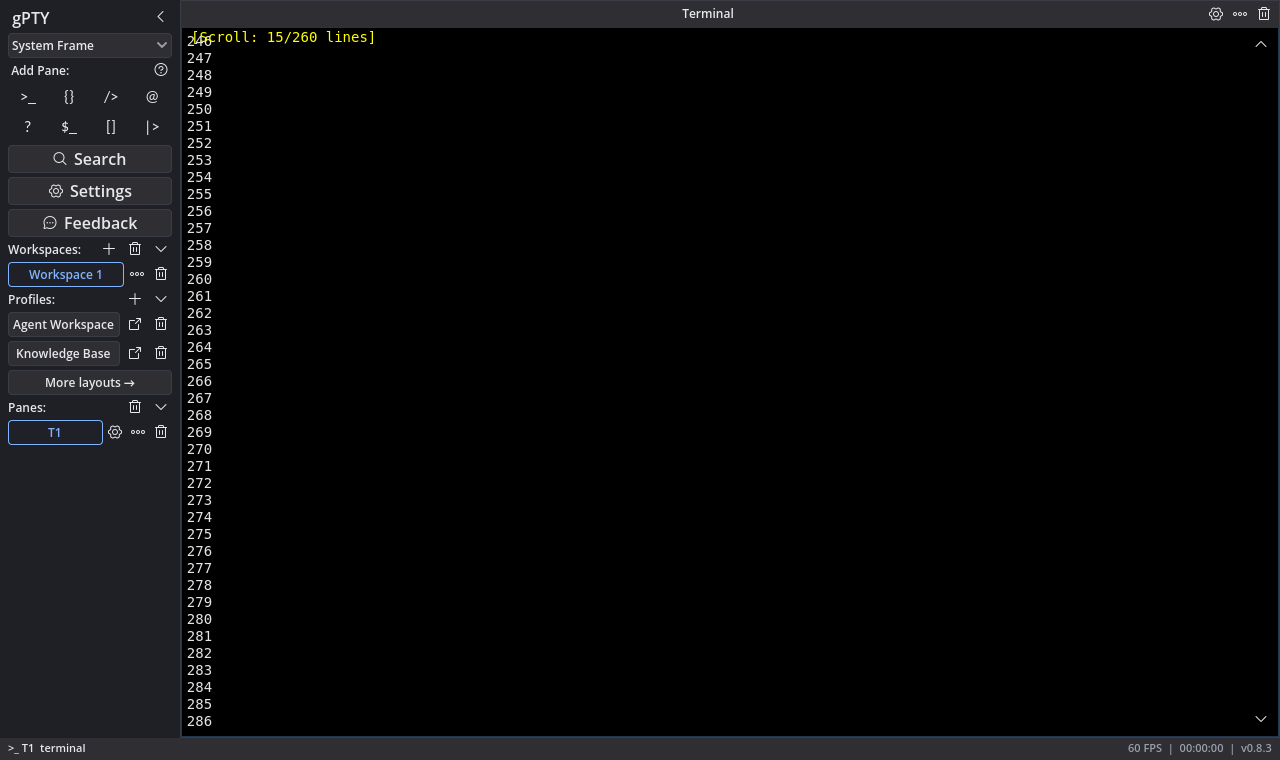 gPTY
Terminal
System Frame
Add Pane:
>_ {} /> @
? $_ [] |>
Search
Settings
Feedback
Workspaces:
Workspace 1
Profiles:
Agent Workspace
Knowledge Base
More layouts →
Panes:
T1
[Scroll: 15/260 lines]
246
247
248
249
250
251
252
253
254
255
256
257
258
259
260
261
262
263
264
265
266
267
268
269
270
271
272
273
274
275
276
277
278
279
280
281
282
283
284
285
286
>_ T1 terminal
60 FPS | 00:00:00 | v0.8.3